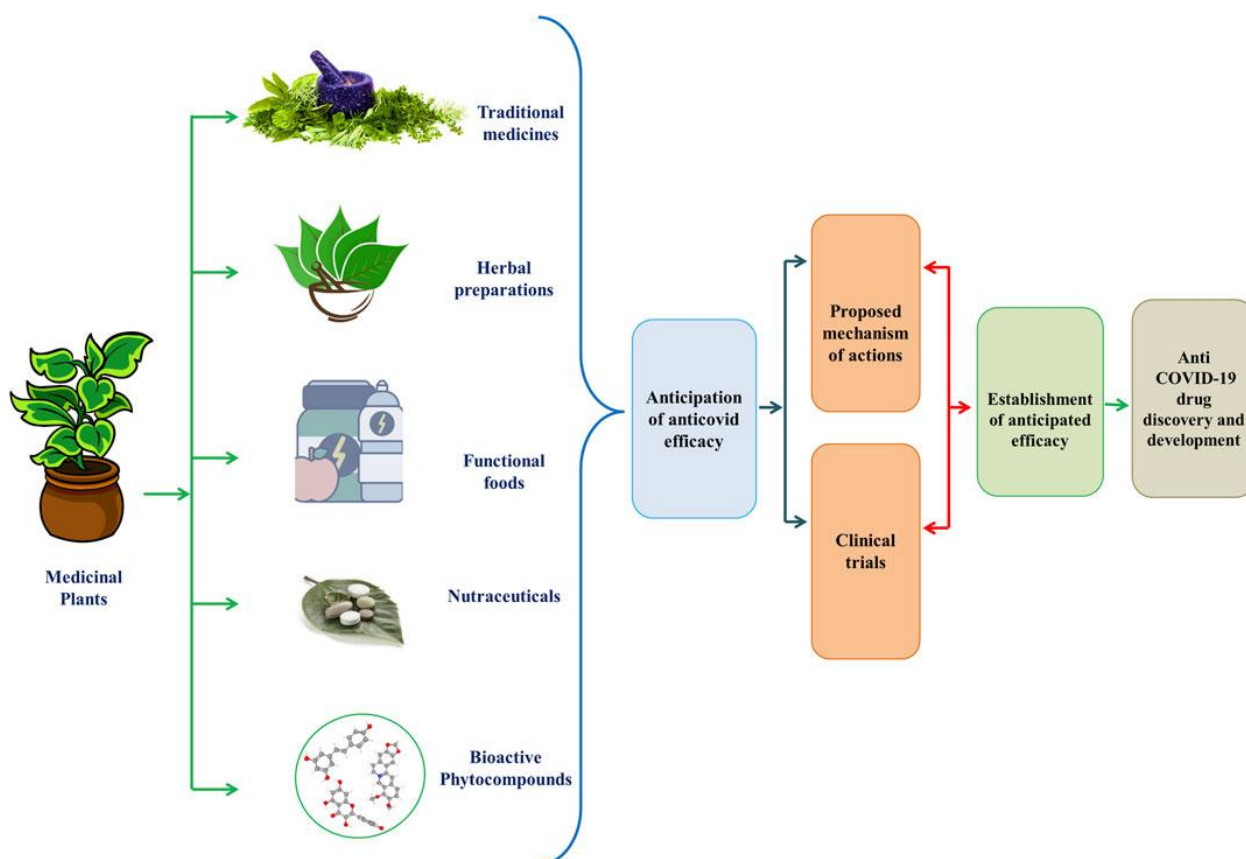 Traditional
medicines
Herbal
preparations
Functional
foods
Medicinal
Plants
Nutraceuticals
Bioactive
Phytocompounds
Anticipation
of anticovid
efficacy
Proposed
mechanism
of actions
Clinical
trials
Establishment
of anticipated
efficacy
Anti
COVID-19
drug
discovery and
development